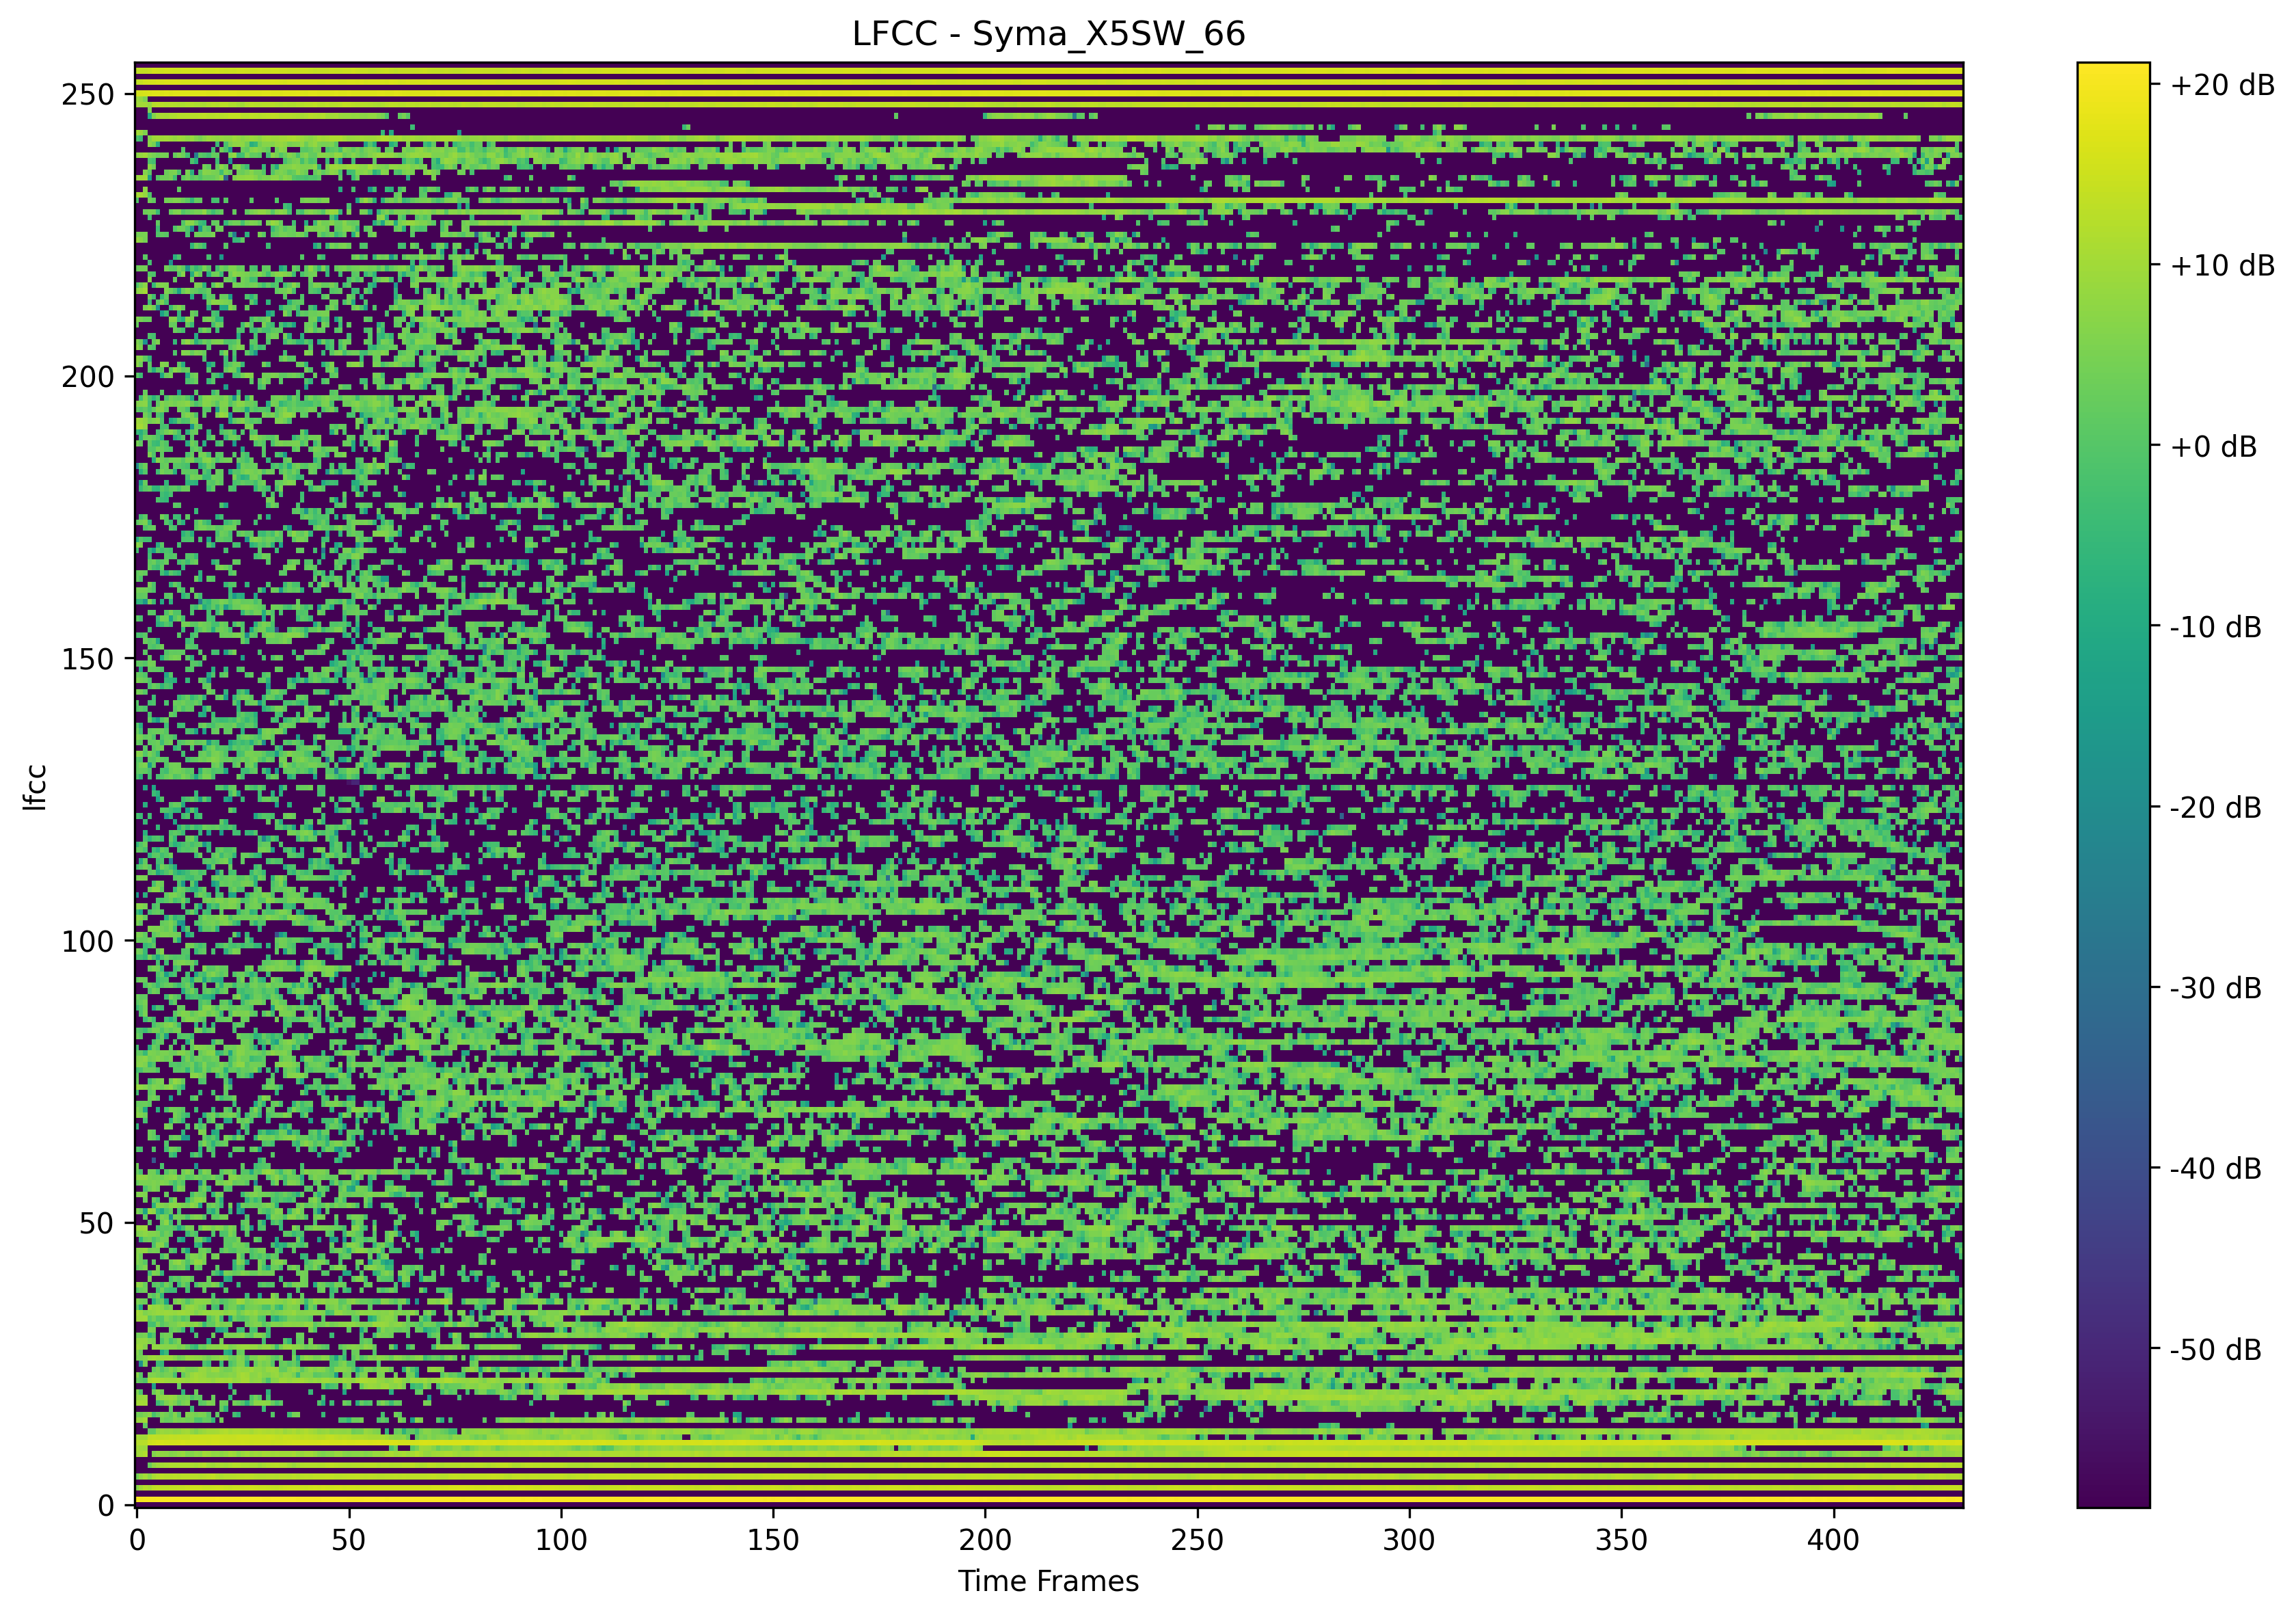 LFCC - Syma_X5SW_66
250
200
150
100
50
0
lfcc
0 50 100 150 200 250 300 350 400
Time Frames
+20 dB
+10 dB
+0 dB
-10 dB
-20 dB
-30 dB
-40 dB
-50 dB